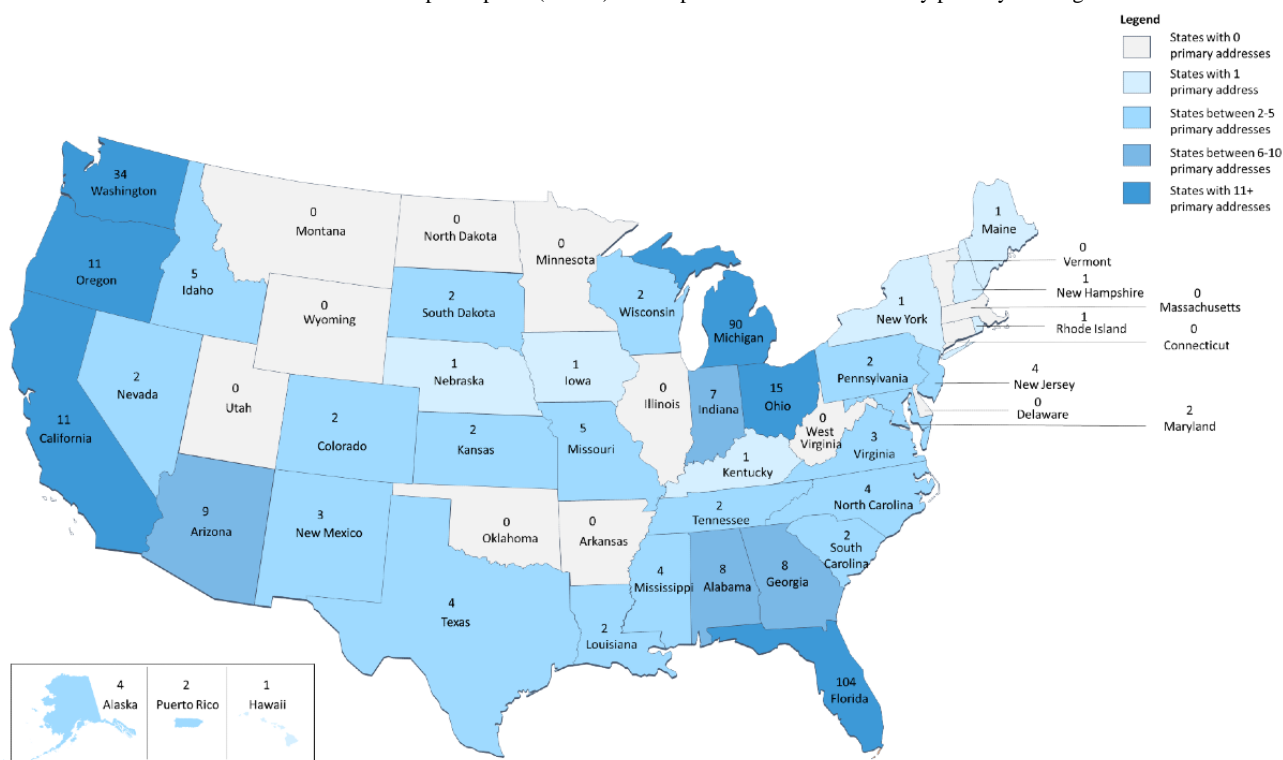 Legend
States with 0
primary addresses
States with 1
primary address
States between 2-5
primary addresses
States between 6-10
primary addresses
States with 11+
primary addresses
34
Washington
11
Oregon
11
California
5
Idaho
2
Nevada
0
Montana
0
Wyoming
0
Utah
9
Arizona
2
Colorado
3
New Mexico
0
North Dakota
2
South Dakota
1
Nebraska
2
Kansas
0
Oklahoma
4
Texas
0
Minnesota
1
Iowa
5
Missouri
0
Arkansas
2
Louisiana
2
Wisconsin
0
Illinois
90
Michigan
7
Indiana
15
Ohio
1
Kentucky
2
Tennessee
4
Mississippi
8
Alabama
8
Georgia
104
Florida
2
South
Carolina
4
North Carolina
3
Virginia
0
West
Virginia
2
Pennsylvania
1
New York
1
Maine
0
Vermont
1
New Hampshire
0
Massachusetts
1
Rhode Island
0
Connecticut
4
New Jersey
0
Delaware
2
Maryland
4
Alaska
2
Puerto Rico
1
Hawaii